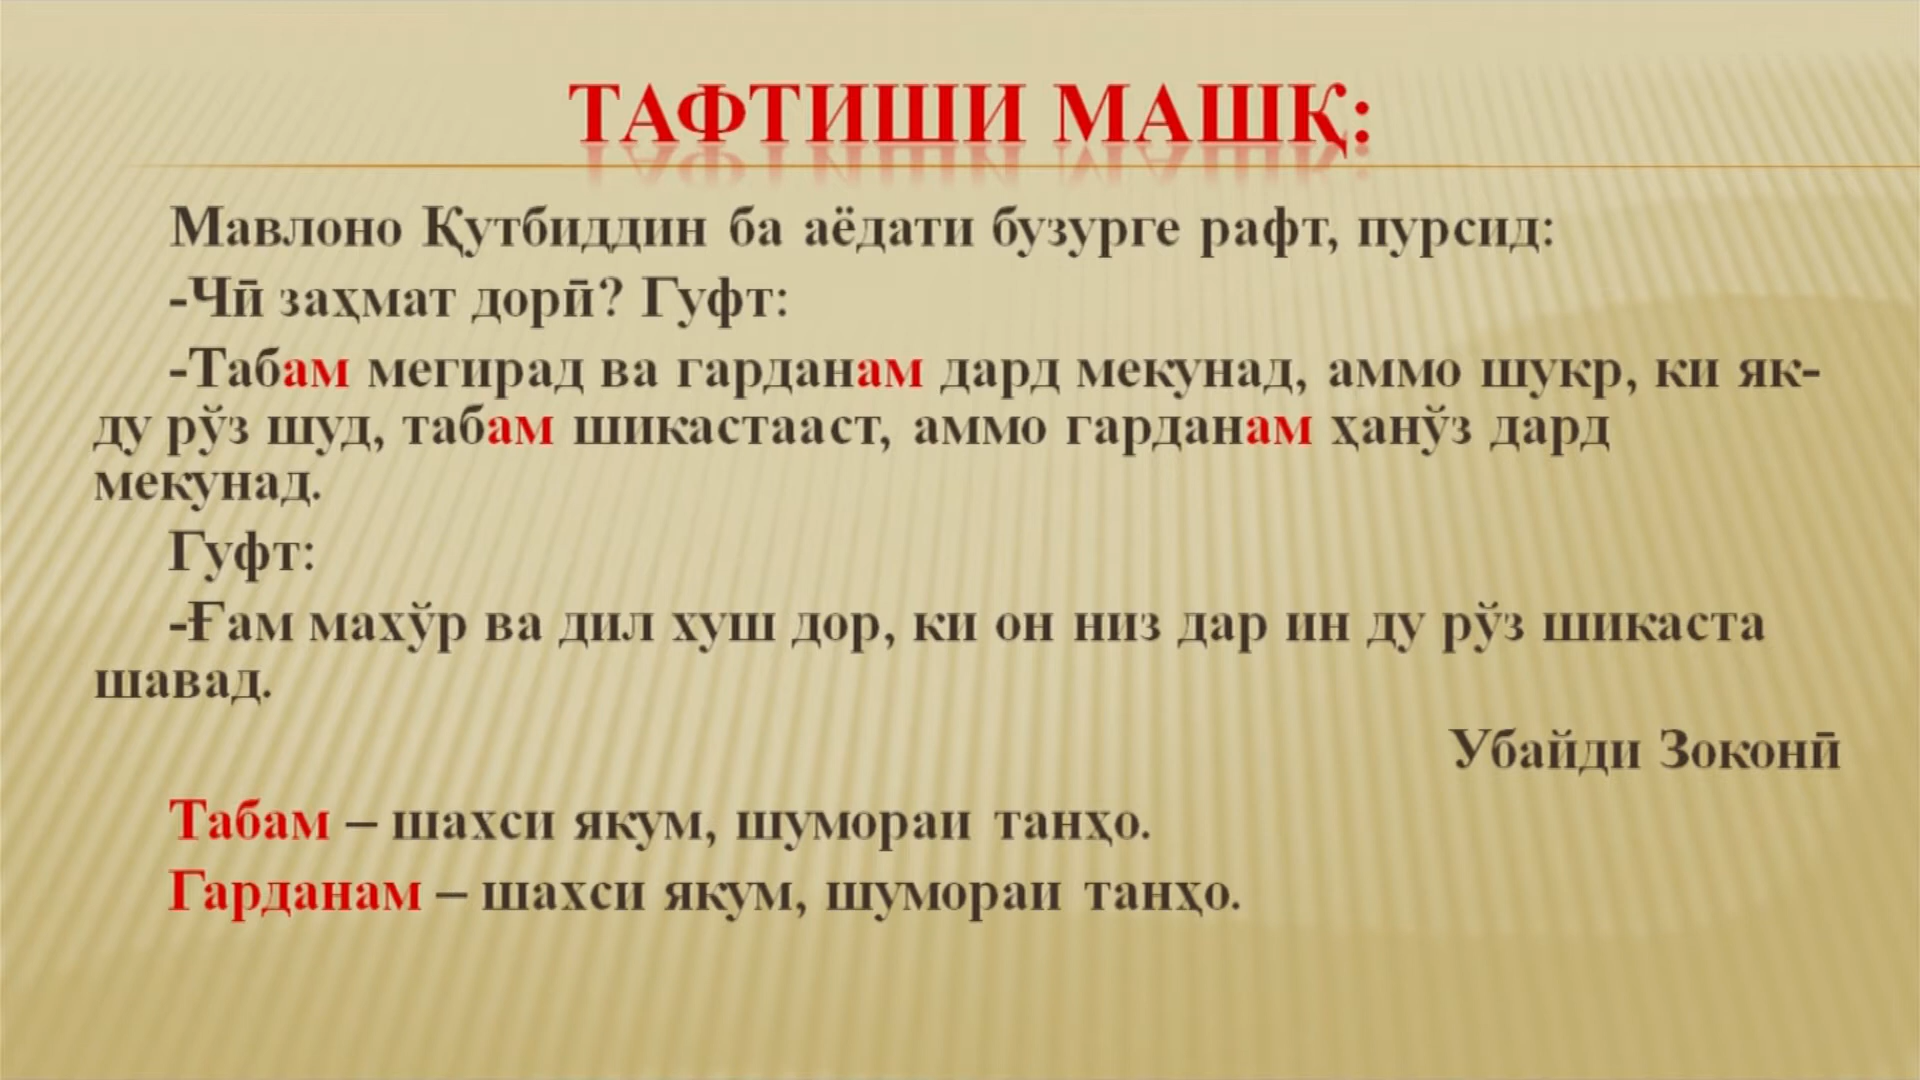 ТАФТИШИ МАШҚ:
Мавлоно Қутбиддин ба аёдати бузурге рафт, пурсид:
-Чӣ заҳмат дорӣ? Гуфт:
-Табам мегирад ва гарданам дард мекунад, аммо шукр, ки як-
ду рӯз шуд, табам шикастааст, аммо гарданам ҳанӯз дард
мекунад.
Гуфт:
-Ғам махӯр ва дил хуш дор, ки он низ дар ин ду рӯз шикаста
шавад.
Убайди Зоконӣ
Табам – шахси якум, шумораи танҳо.
Гарданам – шахси якум, шумораи танҳо.